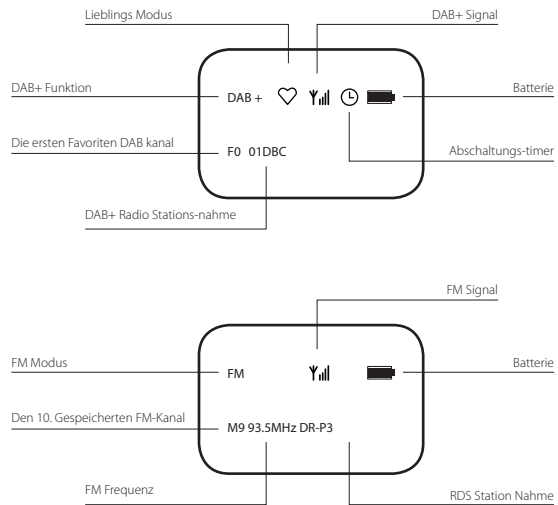 Lieblings Modus
DAB+ Signal
DAB+ Funktion
DAB +
Batterie
Die ersten Favoriten DAB kanal
F0 01DBC
Abschaltungs-timer
DAB+ Radio Stations-nahme
FM Signal
FM Modus
FM
Batterie
Den 10. Gespeicherten FM-Kanal
M9 93.5MHz DR-P3
FM Frequenz
RDS Station Nahme